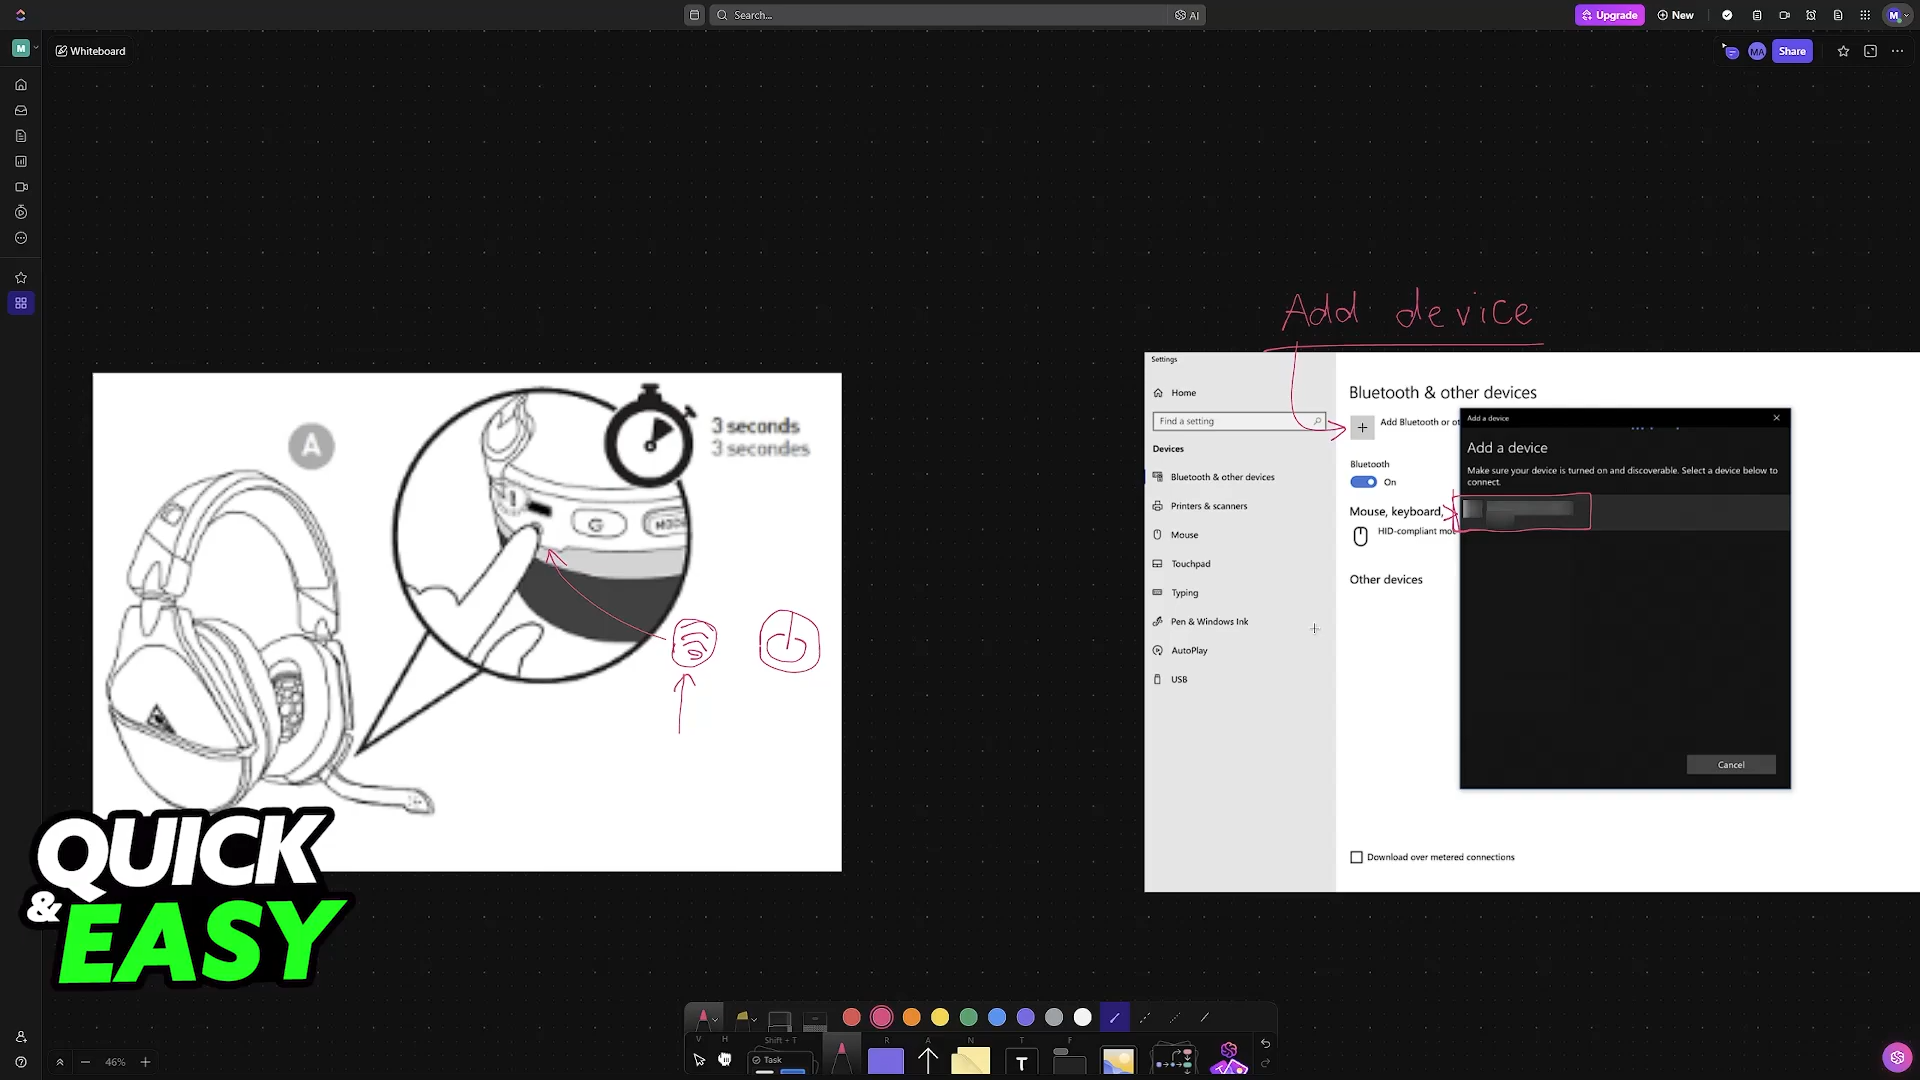 Search...
AI
Upgrade
New
M
M
Whiteboard
MA
Share
Add device
A
3 seconds
3 secondes
G
Settings
Home
Find a setting
Devices
Bluetooth & other devices
Printers & scanners
Mouse
Touchpad
Typing
Pen & Windows Ink
AutoPlay
USB
Bluetooth & other devices
Add Bluetooth or ot
Bluetooth
On
Mouse, keyboard,
HID-compliant mo
Other devices
Download over metered connections
Add a device
Add a device
Make sure your device is turned on and discoverable. Select a device below to
connect.
Cancel
QUICK
& EASY
V
H
Shift + T
R
A
N
T
F
Task
T
46%